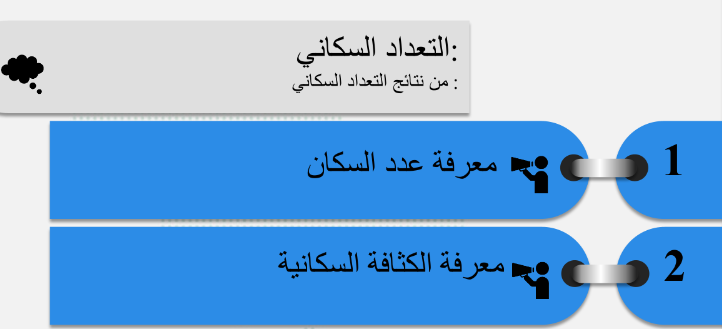 التعداد السكاني:
من نتائج التعداد السكاني :
1 معرفة عدد السكان
2 معرفة الكثافة السكانية